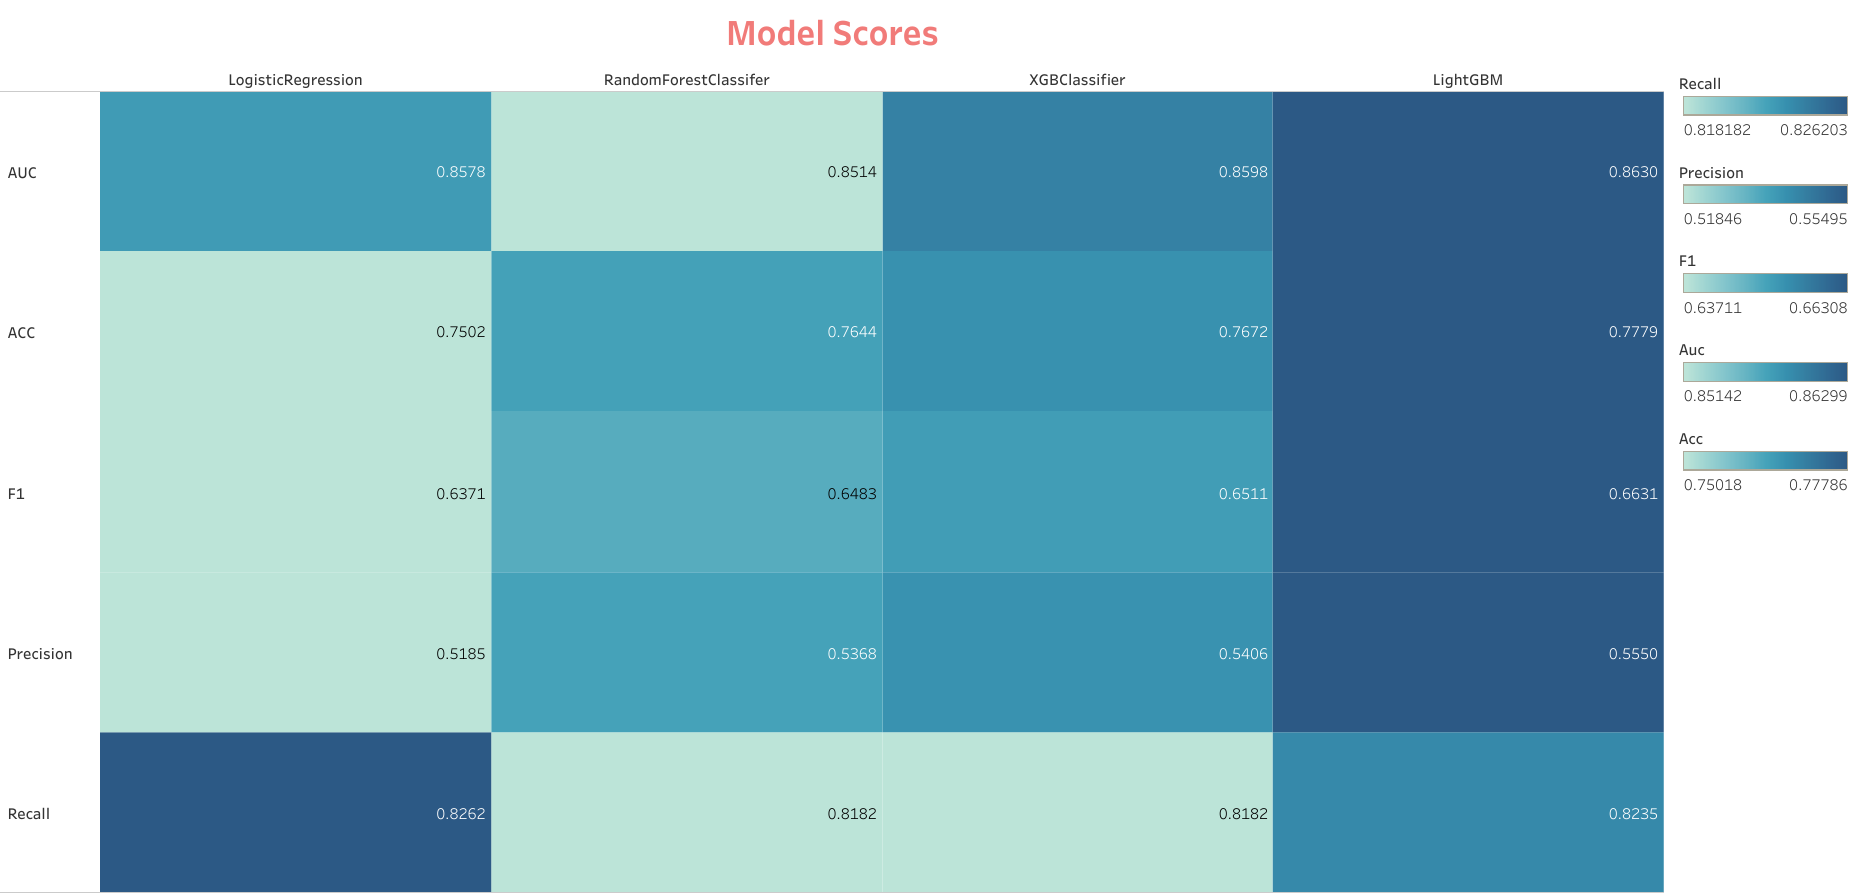 Model Scores
LogisticRegression RandomForestClassifer XGBClassifier LightGBM
AUC 0.8578 0.8514 0.8598 0.8630
ACC 0.7502 0.7644 0.7672 0.7779
F1 0.6371 0.6483 0.6511 0.6631
Precision 0.5185 0.5368 0.5406 0.5550
Recall 0.8262 0.8182 0.8182 0.8235
Recall
0.818182 0.826203
Precision
0.51846 0.55495
F1
0.63711 0.66308
Auc
0.85142 0.86299
Acc
0.75018 0.77786